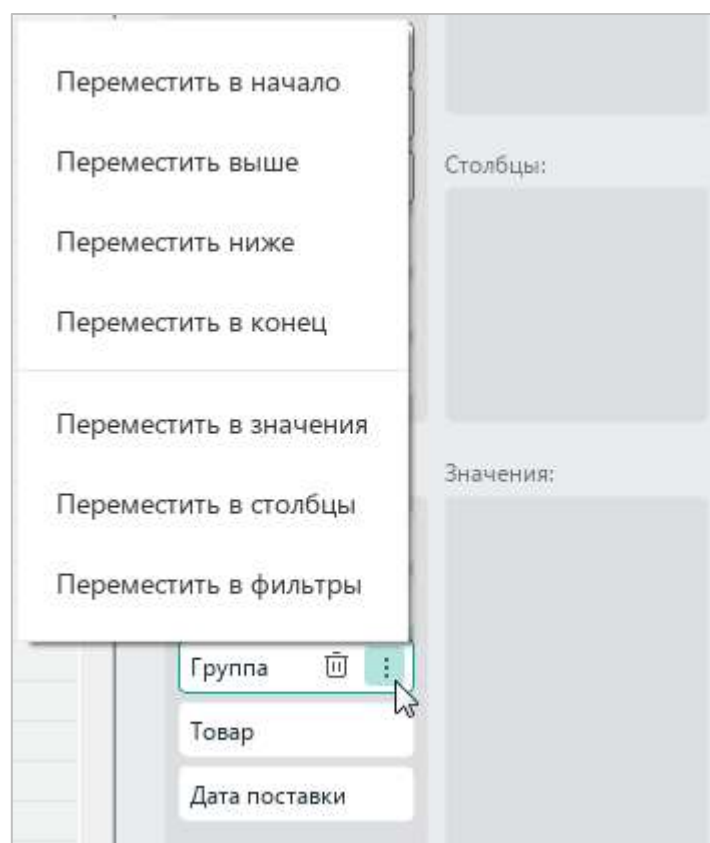 Переместить в начало
Переместить выше
Столбцы:
Переместить ниже
Переместить в конец
Переместить в значения
Значения:
Переместить в столбцы
Переместить в фильтры
Группа
Товар
Дата поставки